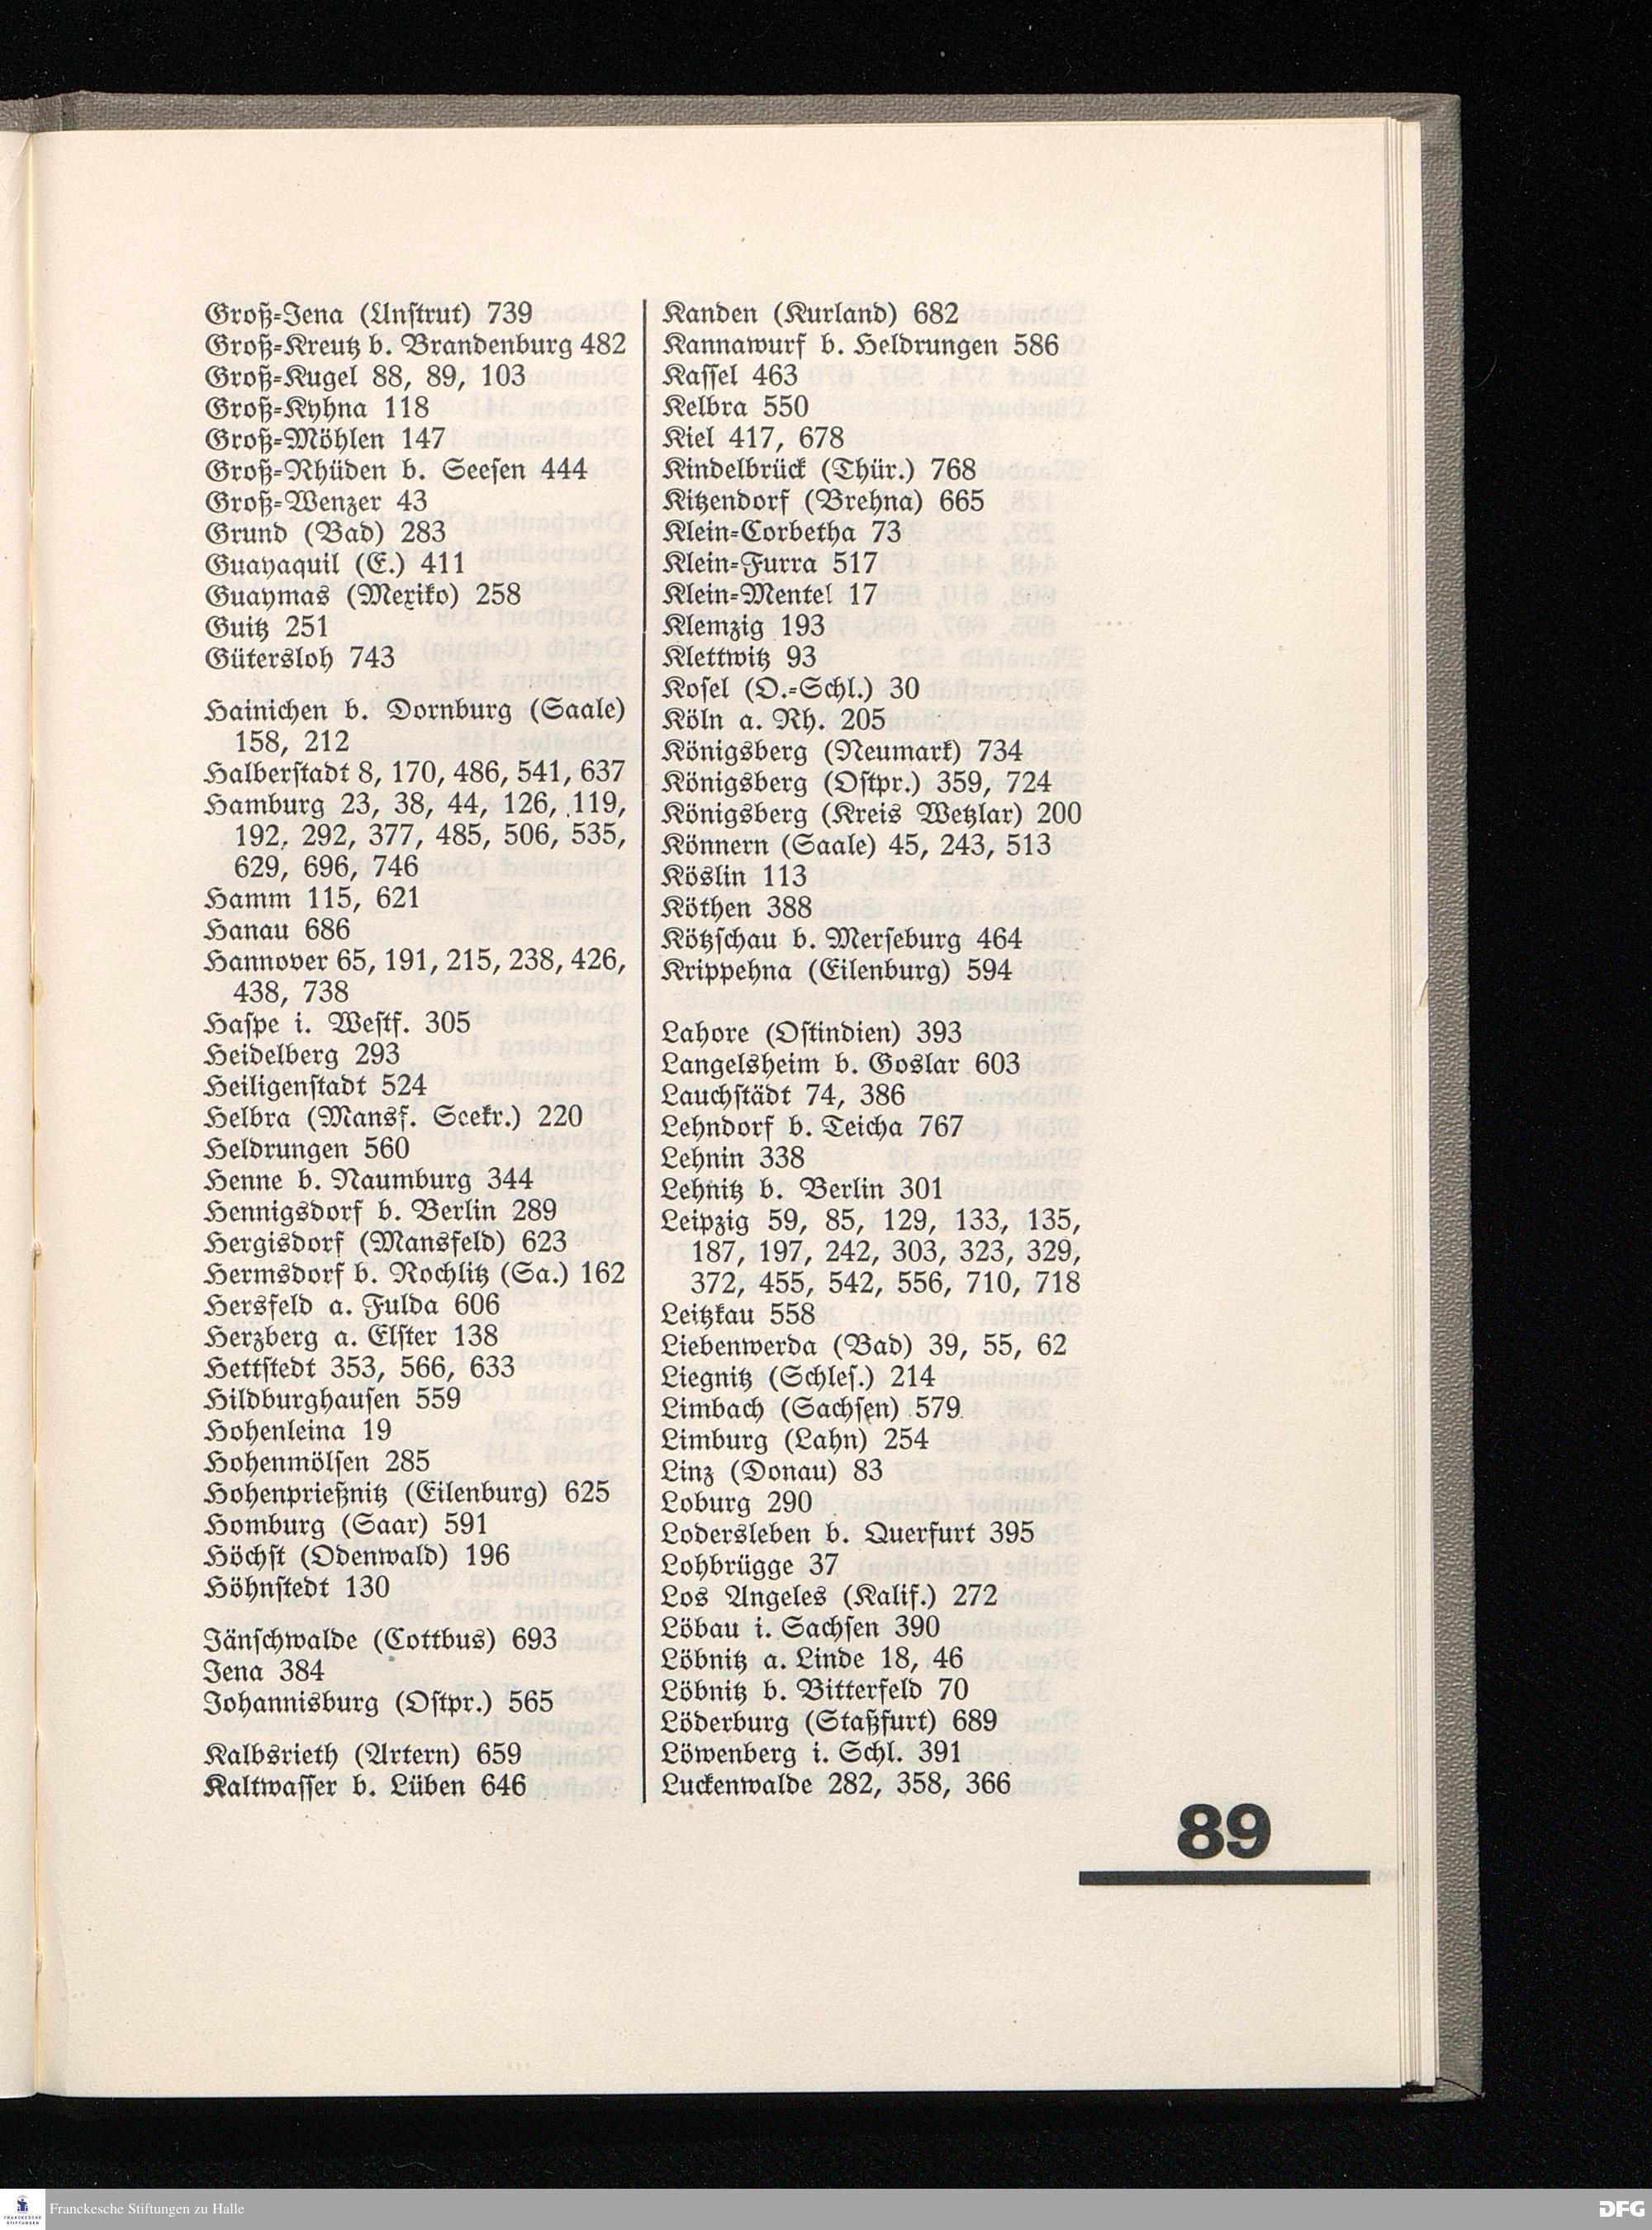 Groß-Jena (Unstrut) 739
Groß-Kreutz b. Brandenburg 482
Groß-Kugel 88, 89, 103
Groß-Kyhna 118
Groß-Möhlen 147
Groß-Rhüden b. Seesen 444
Groß-Wenzer 43
Grund (Bad) 283
Guayaquil (E.) 411
Guaymas (Mexiko) 258
Guitz 251
Gütersloh 743
Hainichen b. Dornburg (Saale)
158, 212
Halberstadt 8, 170, 486, 541, 637
Hamburg 23, 38, 44, 126, 119,
192, 292, 377, 485, 506, 535,
629, 696, 746
Hamm 115, 621
Hanau 686
Hannover 65, 191, 215, 238, 426,
438, 738
Haspe i. Westf. 305
Heidelberg 293
Heiligenstadt 524
Helbra (Mansf. Seekr.) 220
Heldrungen 560
Henne b. Naumburg 344
Hennigsdorf b. Berlin 289
Hergisdorf (Mansfeld) 623
Hermsdorf b. Rochlitz (Sa.) 162
Hersfeld a. Fulda 606
Herzberg a. Elster 138
Hettstedt 353, 566, 633
Hildburghausen 559
Hohenleina 19
Hohenmölsen 285
Hohenprießnitz (Eilenburg) 625
Homburg (Saar) 591
Höchst (Odenwald) 196
Höhnstedt 130
Jänschwalde (Cottbus) 693
Jena 384
Johannisburg (Ostpr.) 565
Kalbsrieth (Artern) 659
Kaltwasser b. Lüben 646
Kanden (Kurland) 682
Kannawurf b. Heldrungen 586
Kassel 463
Kelbra 550
Kiel 417, 678
Kindelbrück (Thür.) 768
Kitzendorf (Brehna) 665
Klein-Corbetha 73
Klein-Furra 517
Klein-Mentel 17
Klemzig 193
Klettwitz 93
Kosel (O.-Schl.) 30
Köln a. Rh. 205
Königsberg (Neumark) 734
Königsberg (Ostpr.) 359, 724
Königsberg (Kreis Wetzlar) 200
Könnern (Saale) 45, 243, 513
Köslin 113
Köthen 388
Kötzschau b. Merseburg 464
Krippehna (Eilenburg) 594
Lahore (Ostindien) 393
Langelsheim b. Goslar 603
Lauchstädt 74, 386
Lehndorf b. Teicha 767
Lehnin 338
Lehnitz b. Berlin 301
Leipzig 59, 85, 129, 133, 135,
187, 197, 242, 303, 323, 329,
372, 455, 542, 556, 710, 718
Leitzkau 558
Liebenwerda (Bad) 39, 55, 62
Liegnitz (Schles.) 214
Limbach (Sachsen) 579
Limburg (Lahn) 254
Linz (Donau) 83
Loburg 290
Lodersleben b. Querfurt 395
Lohbrügge 37
Los Angeles (Kalif.) 272
Löbau i. Sachsen 390
Löbnitz a. Linde 18, 46
Löbnitz b. Bitterfeld 70
Löderburg (Staßfurt) 689
Löwenberg i. Schl. 391
Luckenwalde 282, 358, 366
89
Franckesche Stiftungen zu Halle
DFG